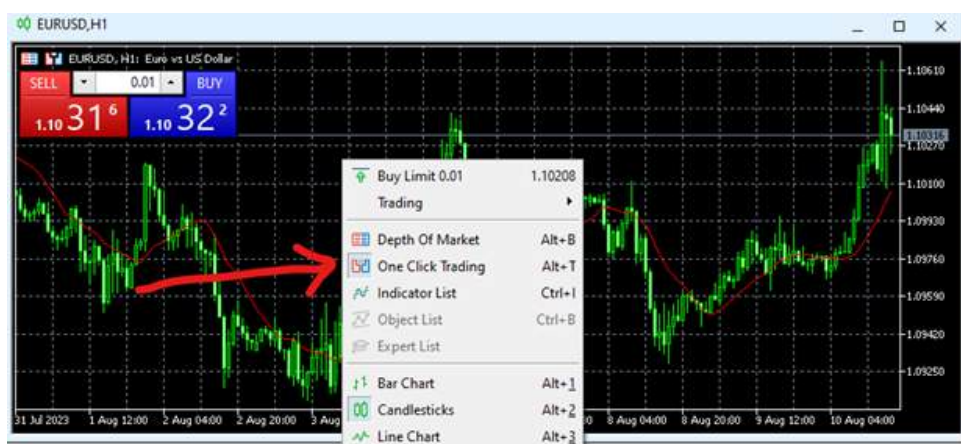 EURUSD,H1
EURUSD, H1: Euro vs US Dollar
SELL 0.01 BUY
1.10 31 6 1.10 32 2
1.10610
1.10440
1.10316
1.10270
1.10100
1.09930
1.09760
1.09590
1.09420
1.09250
Buy Limit 0.01 1.10208
Trading
Depth Of Market Alt+B
One Click Trading Alt+T
Indicator List Ctrl+I
Object List Ctrl+B
Expert List
Bar Chart Alt+1
Candlesticks Alt+2
Line Chart Alt+3
31 Jul 2023 1 Aug 12:00 2 Aug 04:00 2 Aug 20:00 3 Aug 8 Aug 04:00 8 Aug 20:00 9 Aug 12:00 10 Aug 04:00